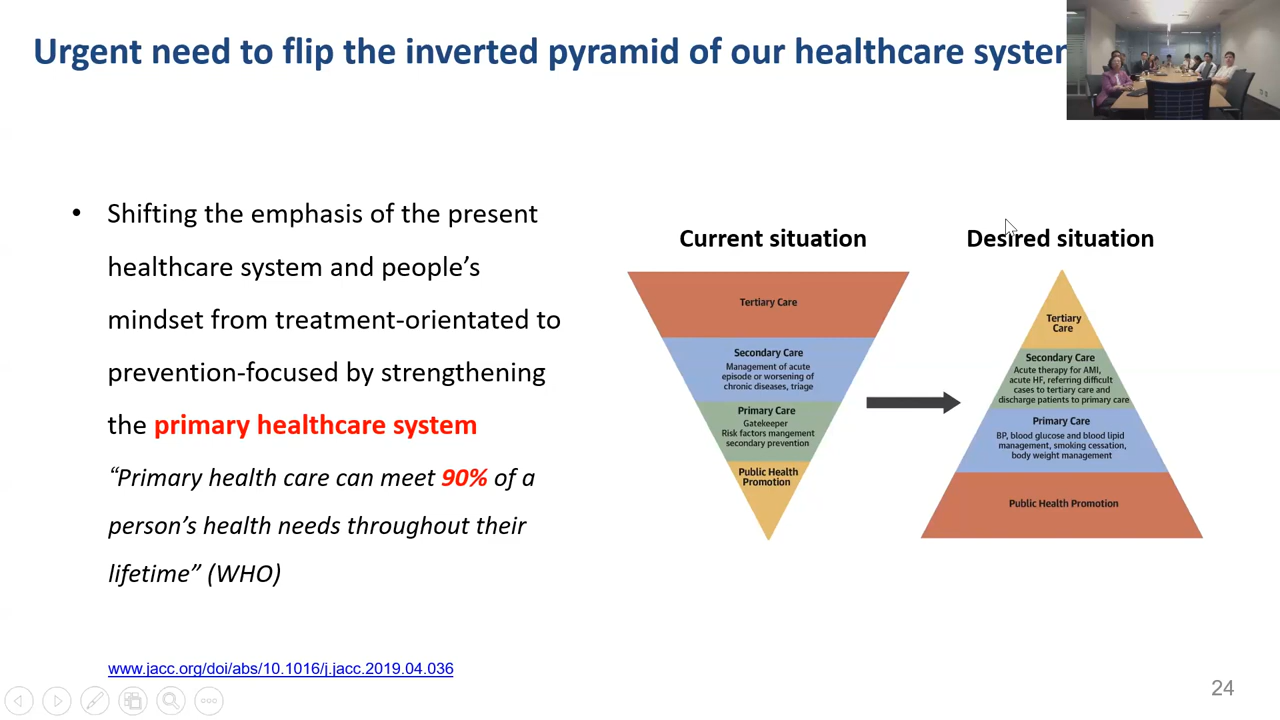 Urgent need to flip the inverted pyramid of our healthcare system
• Shifting the emphasis of the present
healthcare system and people’s
mindset from treatment-orientated to
prevention-focused by strengthening
the primary healthcare system
“Primary health care can meet 90% of a
person’s health needs throughout their
lifetime” (WHO)
Current situation
Tertiary Care
Secondary Care
Management of acute
episode or worsening of
chronic diseases, triage
Primary Care
Gatekeeper
Risk factors mangement
secondary prevention
Public Health
Promotion
Desired situation
Tertiary
Care
Secondary Care
Acute therapy for AMI,
acute HF, referring difficult
cases to tertiary care and
discharge patients to primary care
Primary Care
BP, blood glucose and blood lipid
management, smoking cessation,
body weight management
Public Health Promotion
www.jacc.org/doi/abs/10.1016/j.jacc.2019.04.036
24